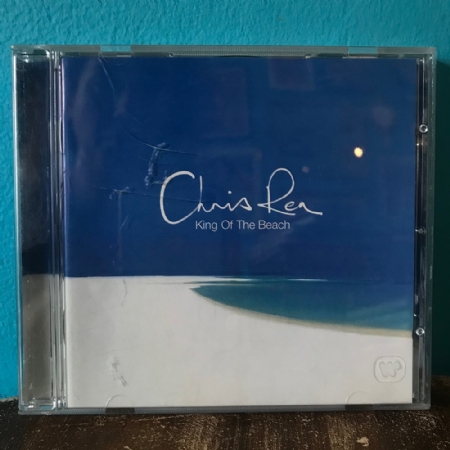 Chris Rea
King Of The Beach